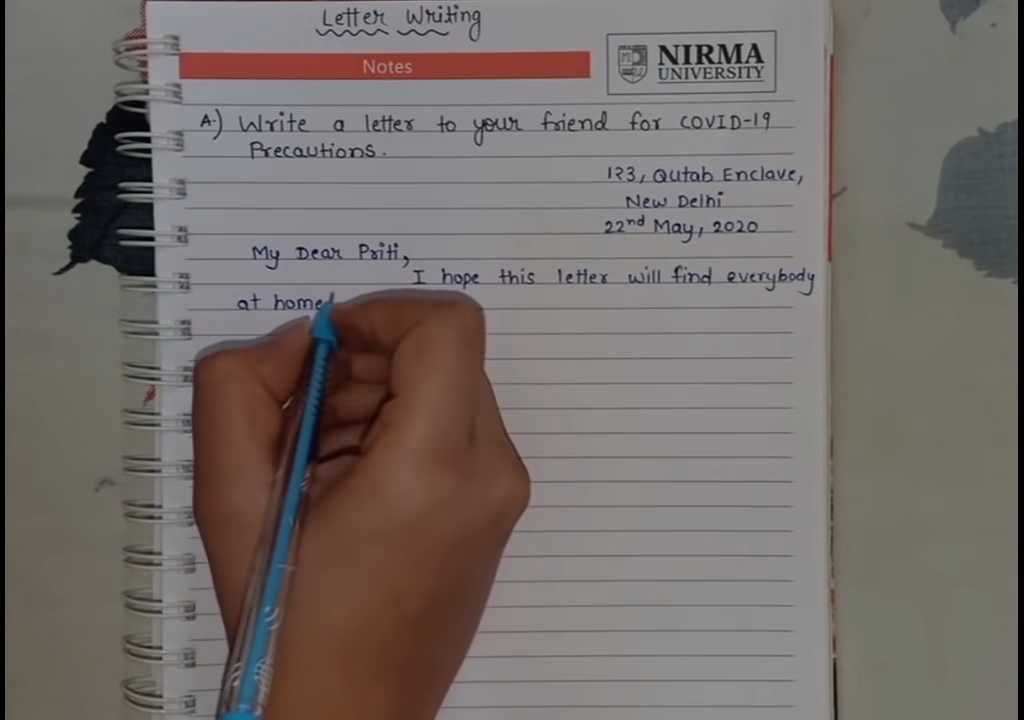 Letter Writing
Notes
NIRMA
UNIVERSITY
A.) Write a letter to your friend for COVID-19
Precautions.
123, Qutab Enclave,
New Delhi
22nd May, 2020
My Dear Priti,
I hope this letter will find everybody
at home